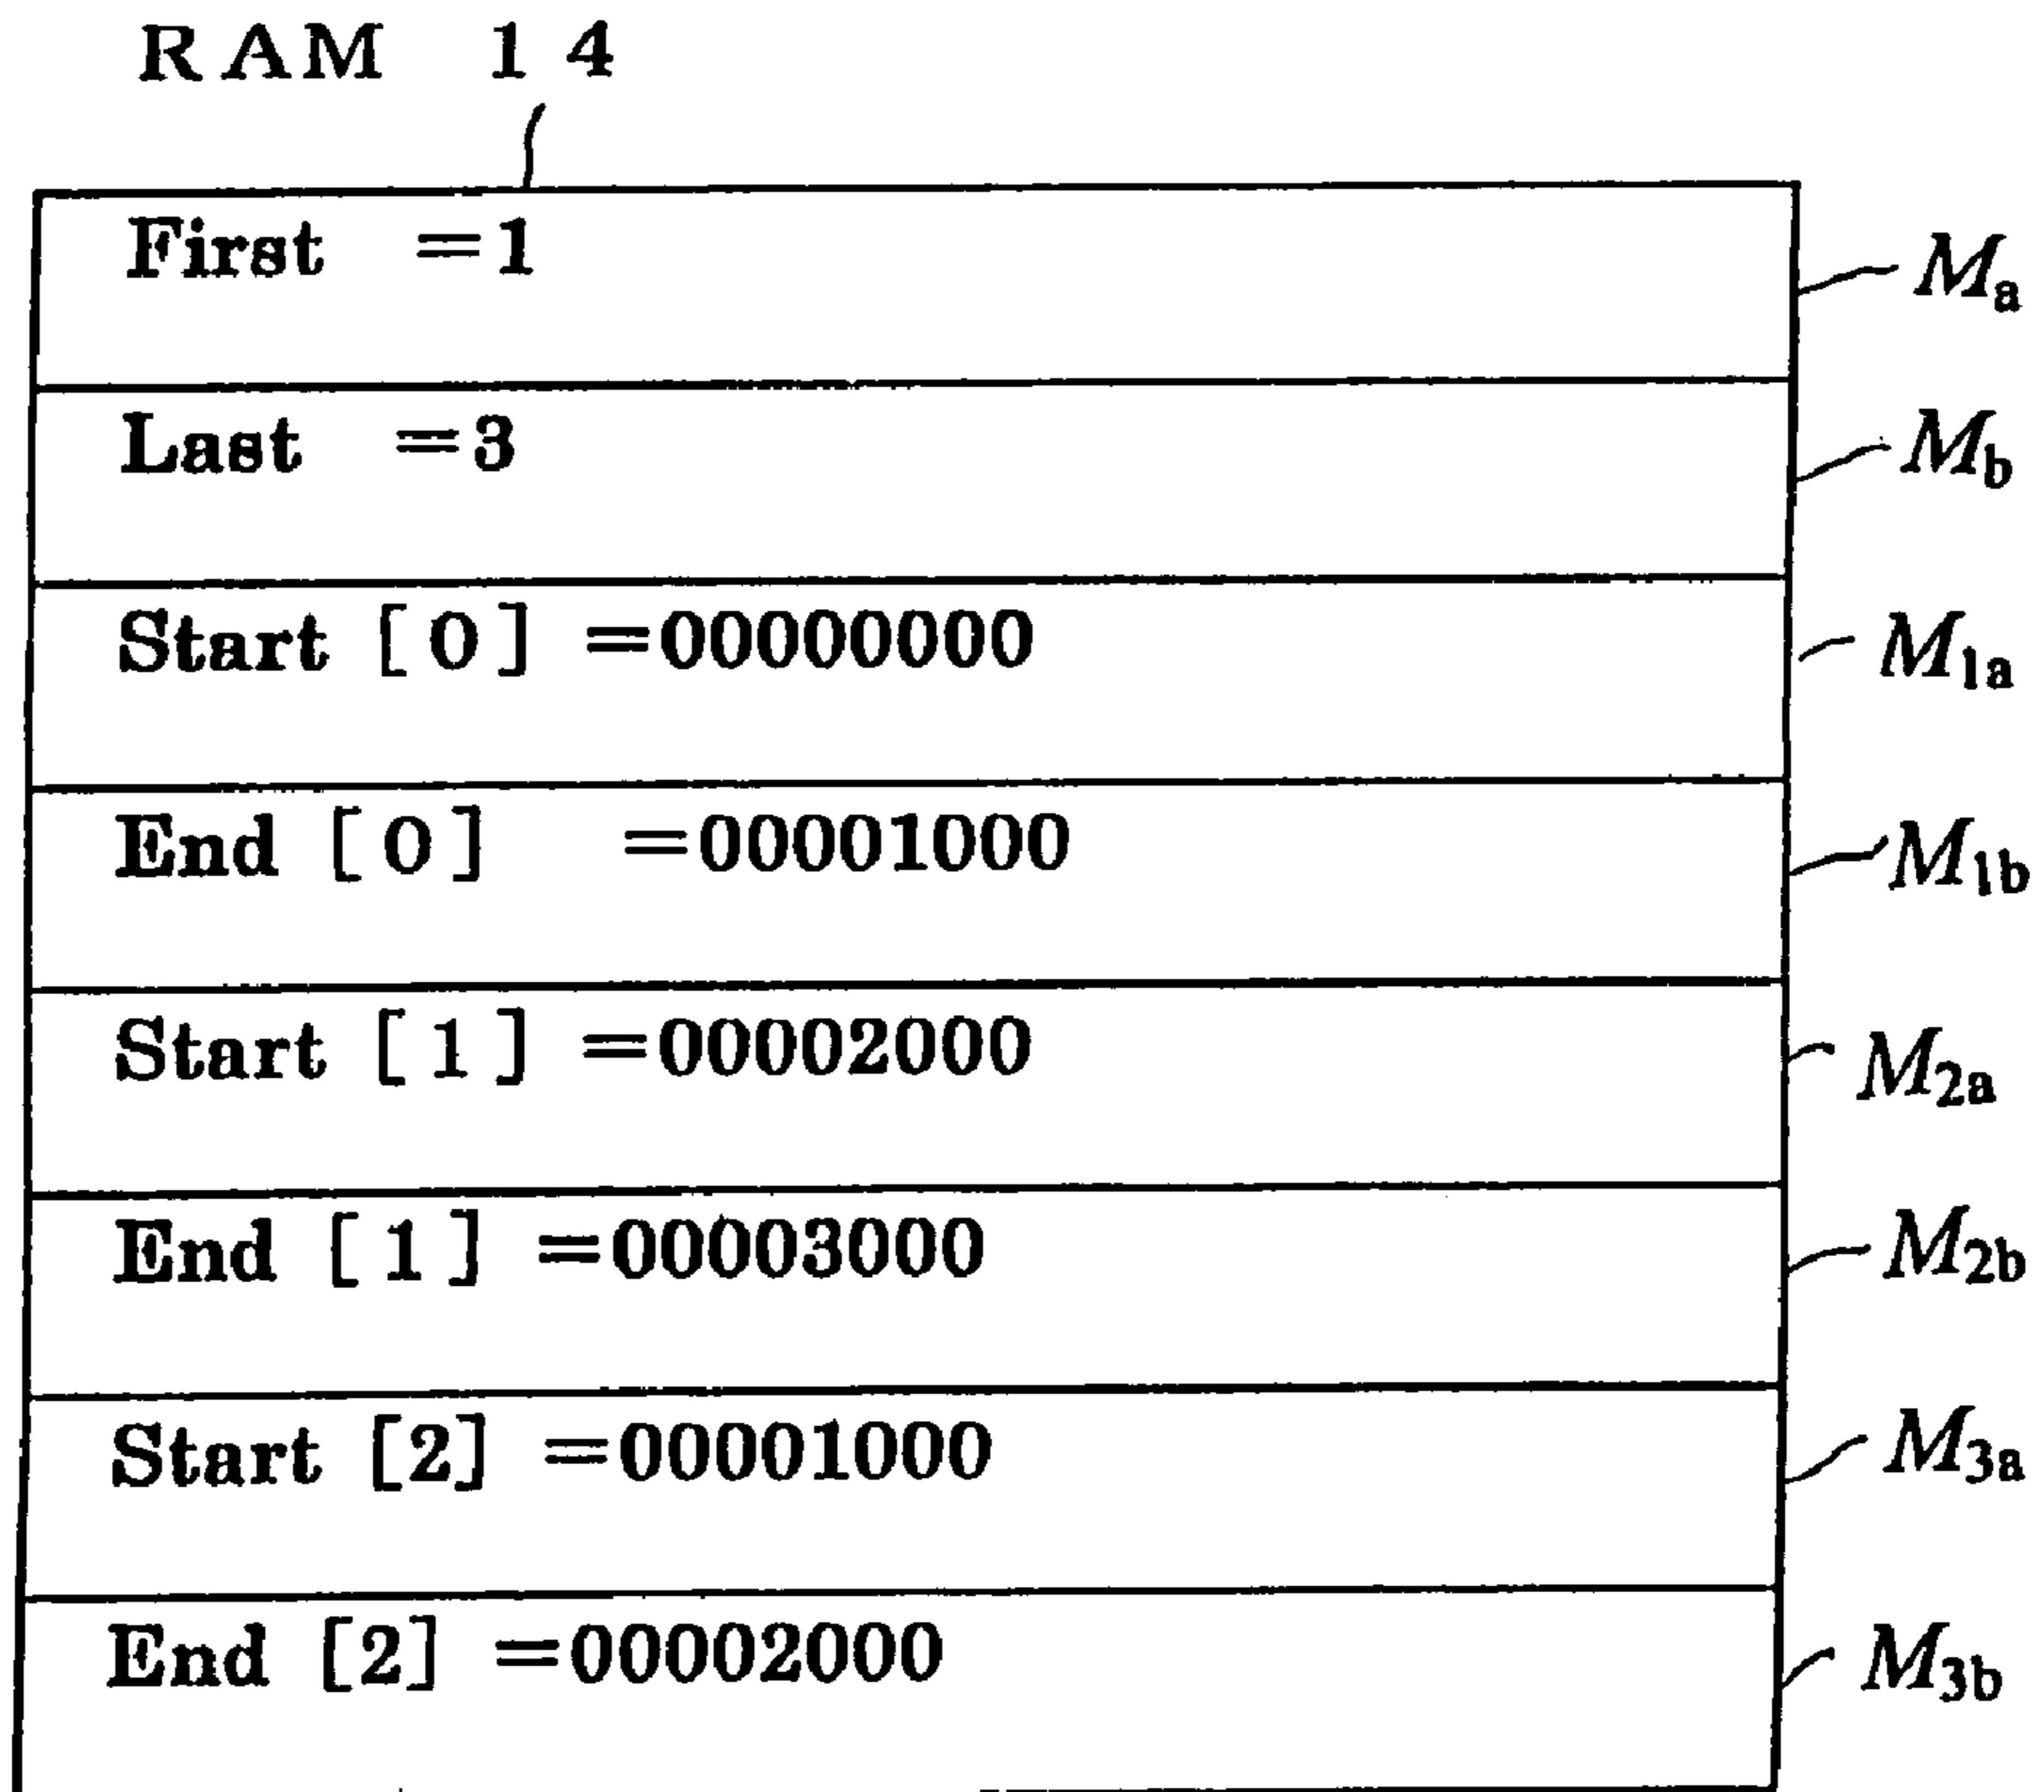 RAM 14
First =1 Ma
Last =3 Mb
Start [0] =00000000 M1a
End [0] =00001000 M1b
Start [1] =00002000 M2a
End [1] =00003000 M2b
Start [2] =00001000 M3a
End [2] =00002000 M3b